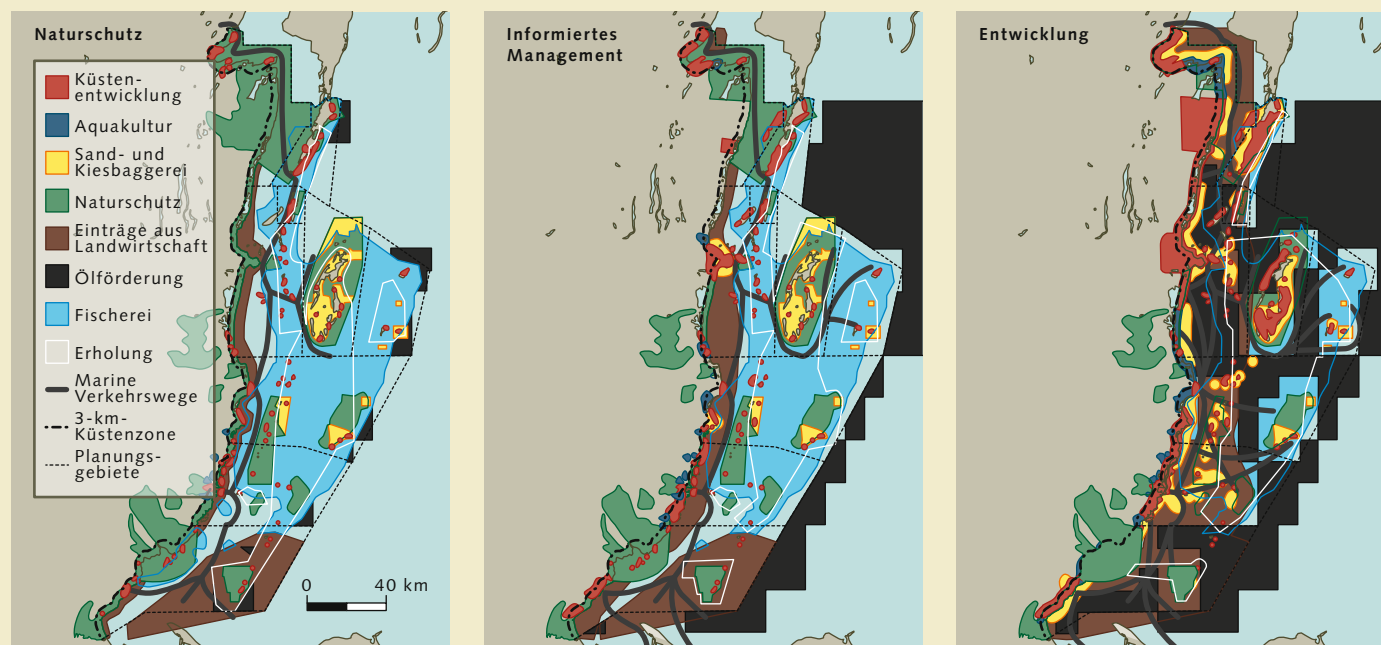 Naturschutz
Küsten-
entwicklung
Aquakultur
Sand- und
Kiesbaggerei
Naturschutz
Einträge aus
Landwirtschaft
Ölförderung
Fischerei
Erholung
Marine
Verkehrswege
3-km-
Küstenzone
Planungs-
gebiete
0 40 km
Informiertes
Management
Entwicklung